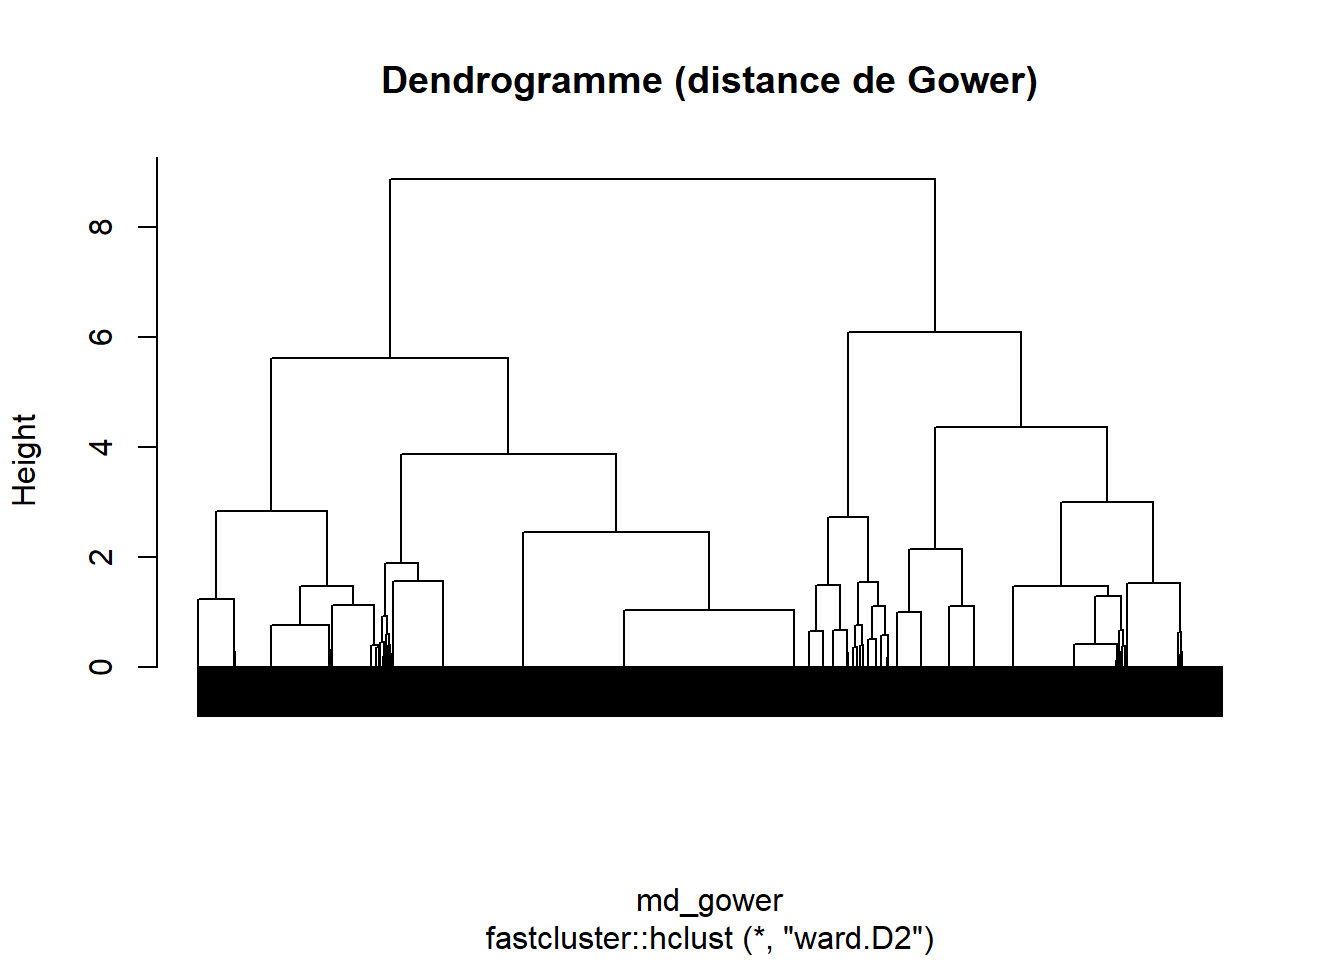 Dendrogramme (distance de Gower)
Height
8
6
4
2
0
md_gower
fastcluster::hclust (*, "ward.D2")